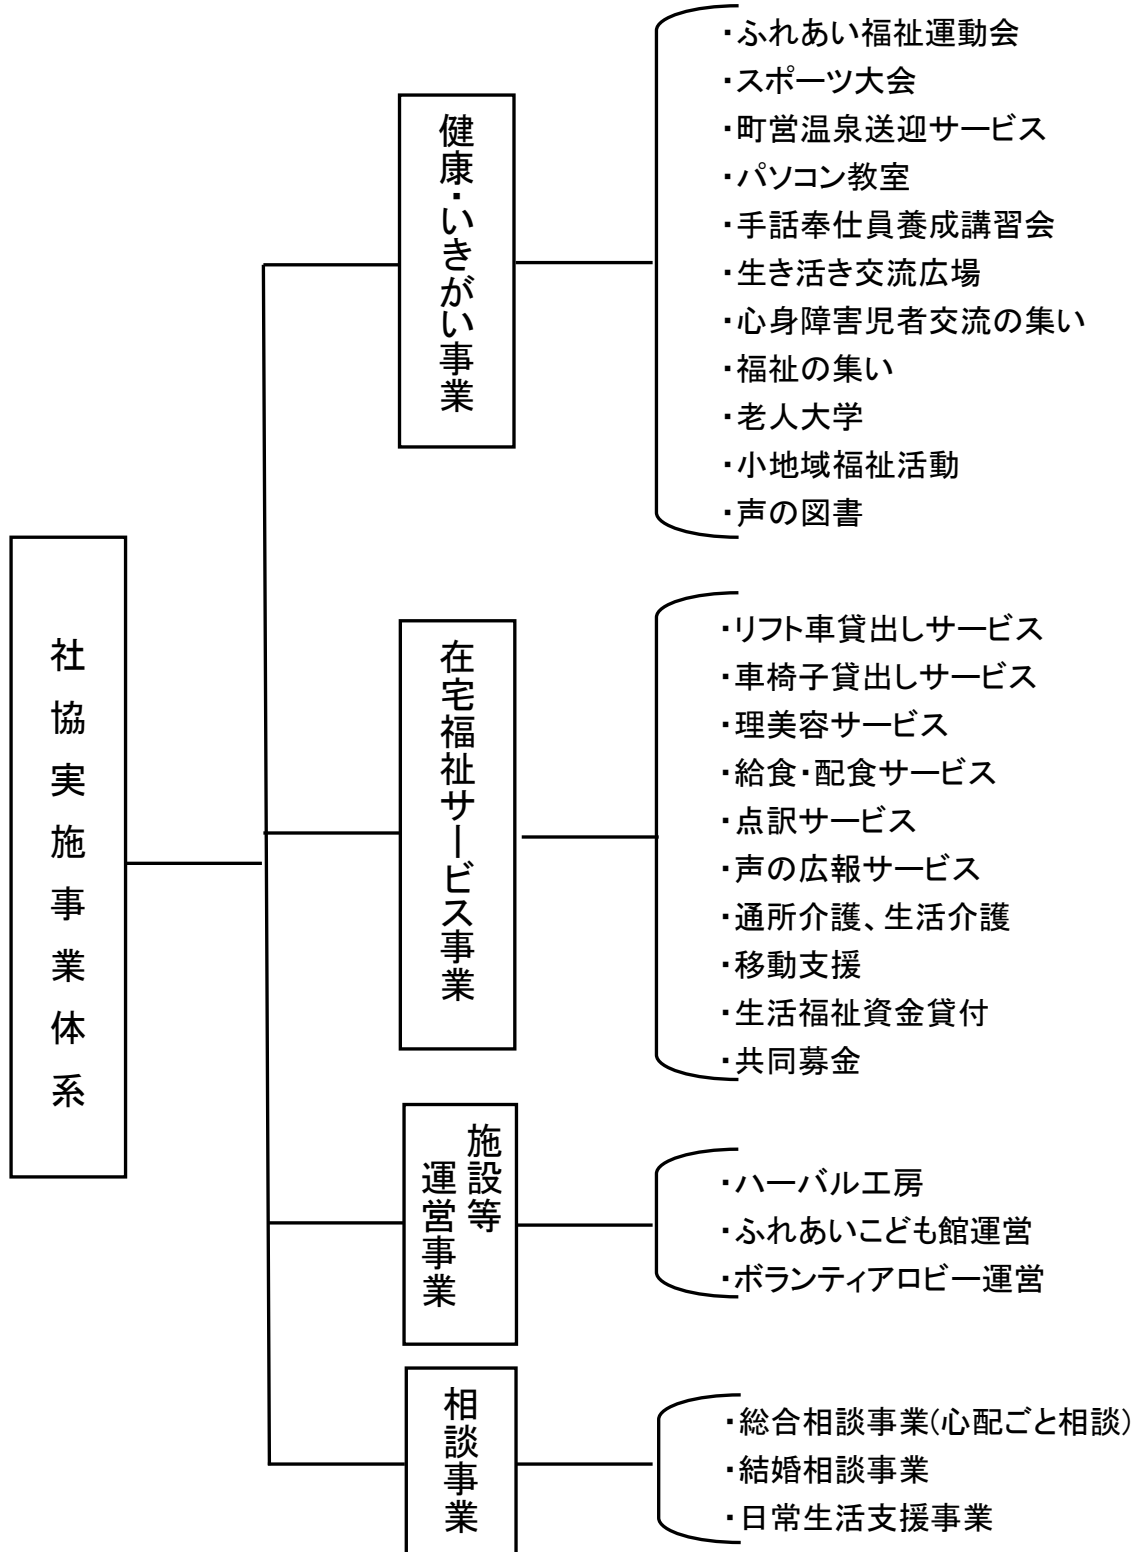 社協実施事業体系
健康・いきがい事業
・ふれあい福祉運動会
・スポーツ大会
・町営温泉送迎サービス
・パソコン教室
・手話奉仕員養成講習会
・生き活き交流広場
・心身障害児者交流の集い
・福祉の集い
・老人大学
・小地域福祉活動
・声の図書
在宅福祉サービス事業
・リフト車貸出しサービス
・車椅子貸出しサービス
・理美容サービス
・給食・配食サービス
・点訳サービス
・声の広報サービス
・通所介護、生活介護
・移動支援
・生活福祉資金貸付
・共同募金
施設等
運営事業
・ハーバル工房
・ふれあいこども館運営
・ボランティアロビー運営
相談事業
・総合相談事業(心配ごと相談)
・結婚相談事業
・日常生活支援事業